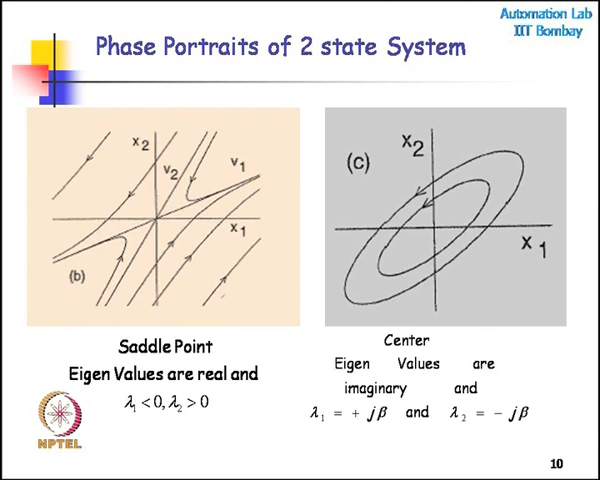 Automation Lab
IIT Bombay
Phase Portraits of 2 state System
x2
v2
v1
x1
(b)
(c)
x2
x1
Saddle Point
Eigen Values are real and
λ1 < 0, λ2 > 0
Center
Eigen Values are
imaginary and
λ1 = + jβ and λ2 = − jβ
NPTEL
10